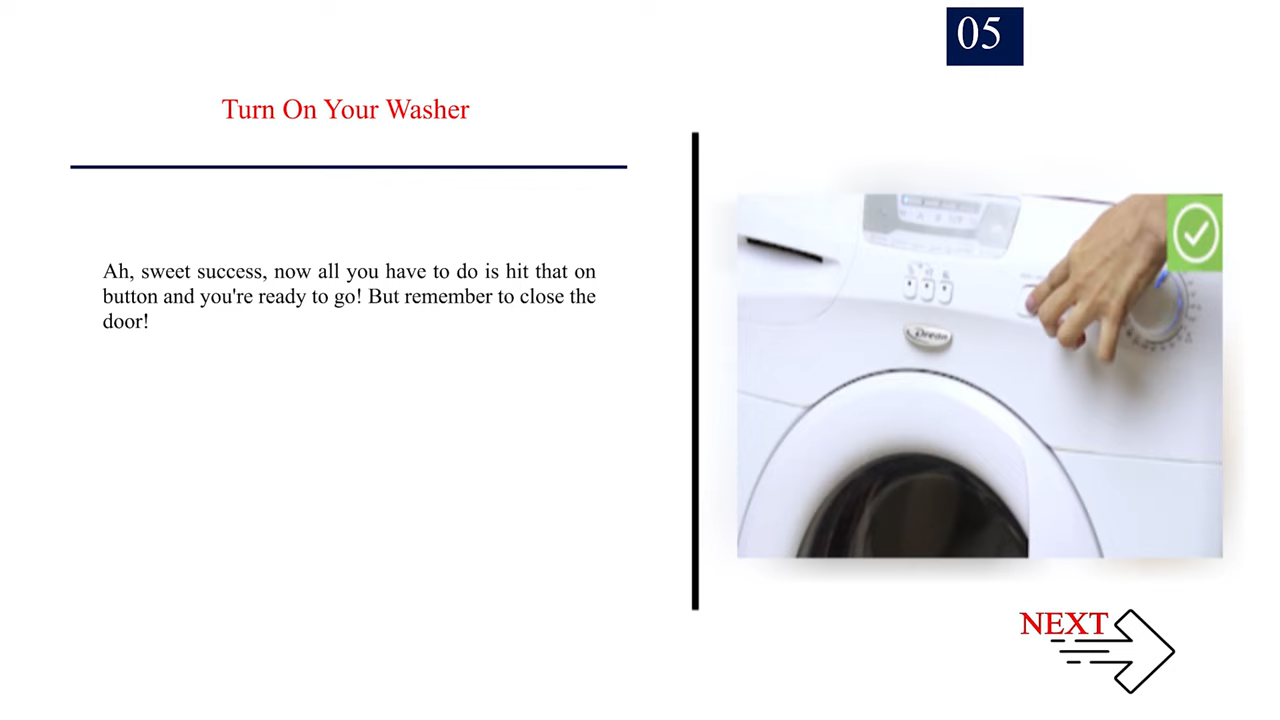 05
Turn On Your Washer
Ah, sweet success, now all you have to do is hit that on
button and you're ready to go! But remember to close the
door!
Drean
NEXT